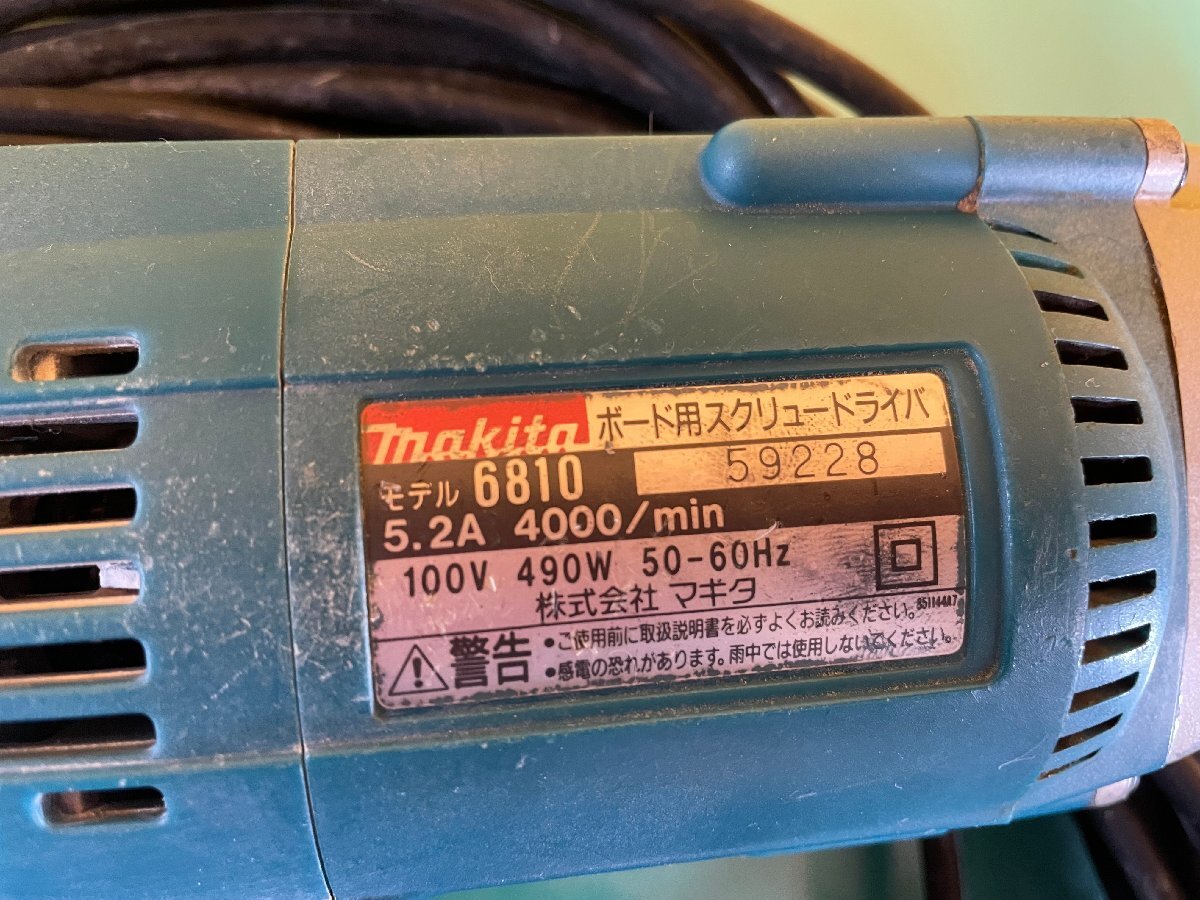 makita ボード用スクリュードライバ
モデル 6810 59228
5.2A 4000/min
100V 490W 50-60Hz
株式会社 マキタ
851144A7
警告 •ご使用前に取扱説明書を必ずよくお読みください。
•感電の恐れがあります。雨中では使用しないでください。